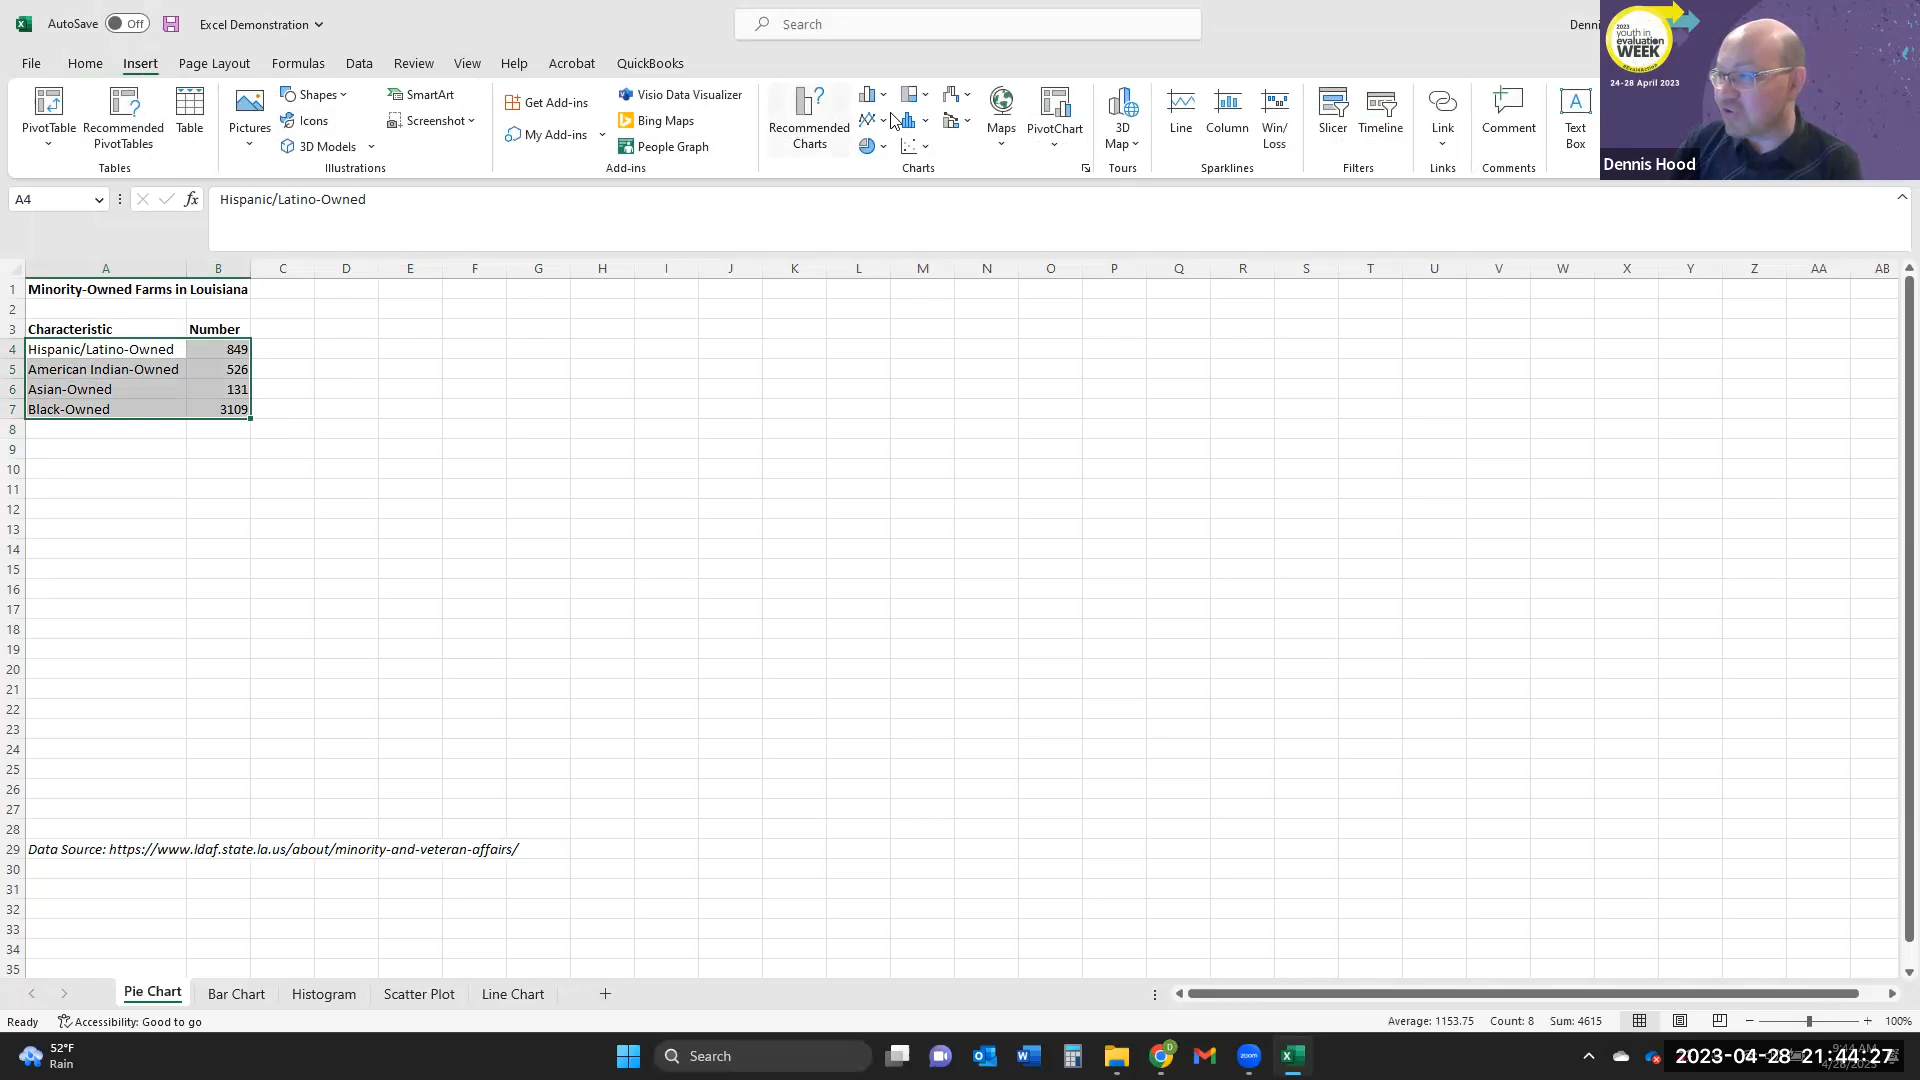 AutoSave Off Excel Demonstration Search Denni
File Home Insert Page Layout Formulas Data Review View Help Acrobat QuickBooks
PivotTable Recommended PivotTables Table
Tables
Pictures Shapes Icons 3D Models SmartArt Screenshot
Illustrations
Get Add-ins My Add-ins Visio Data Visualizer Bing Maps People Graph
Add-ins
Recommended Charts Maps PivotChart
Charts
3D Map
Tours
Line Column Win/Loss
Sparklines
Slicer Timeline
Filters
Link
Links
Comment
Comments
Text Box
2023
youth in
evaluation
WEEK
#EvalAction
24-28 April 2023
Dennis Hood
A4 fx Hispanic/Latino-Owned
A B C D E F G H I J K L M N O P Q R S T U V W X Y Z AA AB
1 Minority-Owned Farms in Louisiana
2
3 Characteristic Number
4 Hispanic/Latino-Owned 849
5 American Indian-Owned 526
6 Asian-Owned 131
7 Black-Owned 3109
8
9
10
11
12
13
14
15
16
17
18
19
20
21
22
23
24
25
26
27
28
29 Data Source: https://www.ldaf.state.la.us/about/minority-and-veteran-affairs/
30
31
32
33
34
35
Pie Chart Bar Chart Histogram Scatter Plot Line Chart
Ready Accessibility: Good to go Average: 1153.75 Count: 8 Sum: 4615 100%
52°F
Rain
Search
zoom
2023-04-28 21:44:27